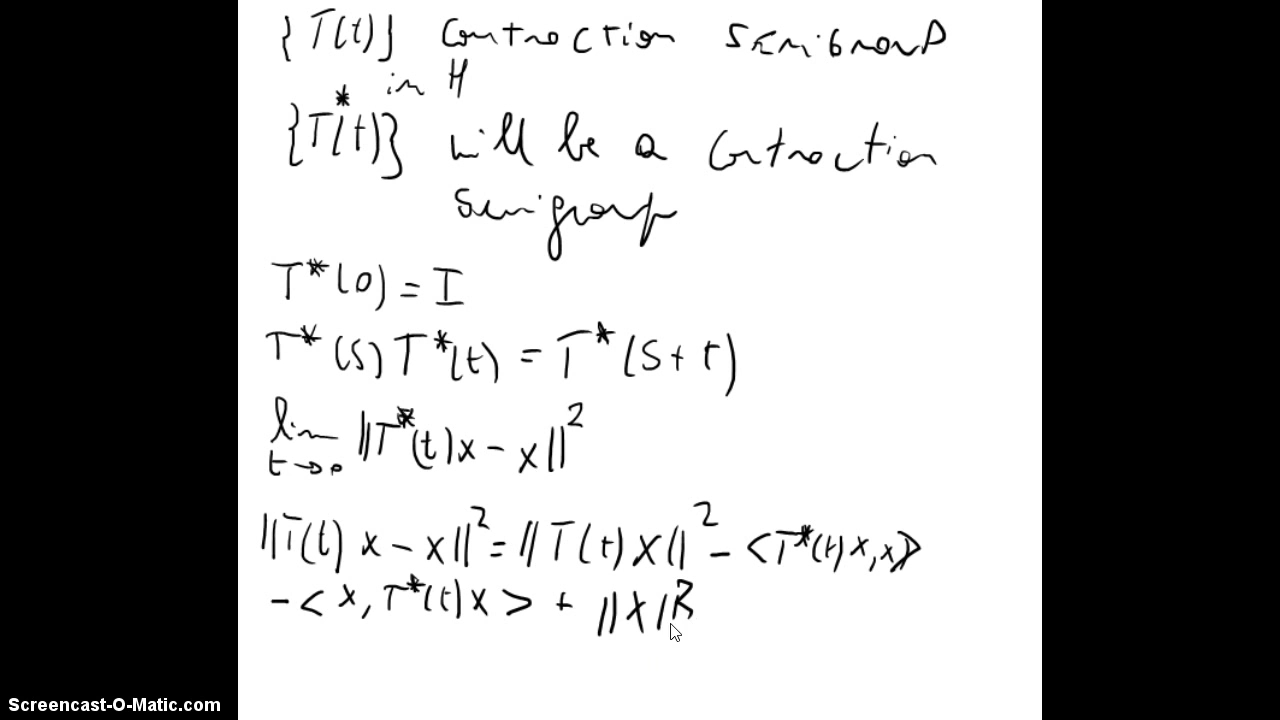 {T(t)} contraction semigroup
in H
{T*(t)} will be a contraction
semigroup
T*(0) = I
T*(s) T*(t) = T*(s+t)
lim ||T*(t)x - x||²
t→0
||T(t) x - x||² = ||T(t)x||² - <T*(t)x, x>
- <x, T*(t)x> + ||x||²
Screencast-O-Matic.com